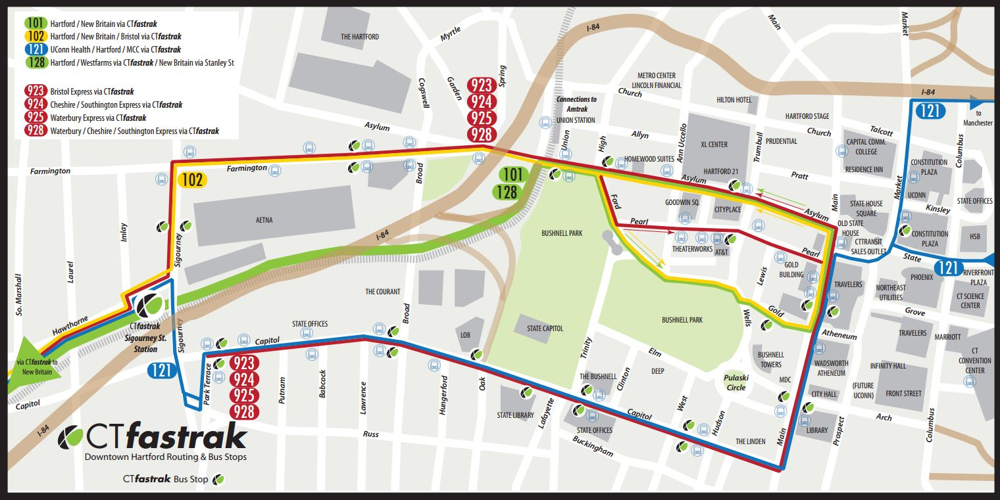 101 Hartford / New Britain via CTfastrak
102 Hartford / New Britain / Bristol via CTfastrak
121 UConn Health / Hartford / MCC via CTfastrak
128 Hartford / Westfarms via CTfastrak / New Britain via Stanley St
923 Bristol Express via CTfastrak
924 Cheshire / Southington Express via CTfastrak
925 Waterbury Express via CTfastrak
928 Waterbury / Cheshire / Southington Express via CTfastrak
THE HARTFORD
Myrtle
I-84
Main
Market
Cogswell
Garden
Spring
923
924
925
928
METRO CENTER
LINCOLN FINANCIAL
Church
I-84
121
to
Manchester
Connections to
Amtrak
UNION STATION
HILTON HOTEL
HARTFORD STAGE
Church
Talcott
Asylum
Union
High
Allyn
Ann Uccello
XL CENTER
Trumbull
PRUDENTIAL
CAPITAL COMM.
COLLEGE
Columbus
HOMEWOOD SUITES
CONSTITUTION
PLAZA
Farmington
Farmington
Broad
102
101
128
Asylum
HARTFORD 21
Pratt
RESIDENCE INN
Market
UCONN
Main
Ford
GOODWIN SQ.
CITYPLACE
Asylum
STATE HOUSE
SQUARE
Kinsley
STATE OFFICES
AETNA
Imlay
Sigourney
I-84
BUSHNELL PARK
Pearl
OLD STATE
HOUSE
CTTRANSIT
SALES OUTLET
CONSTITUTION
PLAZA
HSB
THEATERWORKS
AT&T
Pearl
State
121
RIVERFRONT
PLAZA
So. Marshall
Laurel
Lewis
GOLD
BUILDING
TRAVELERS
PHOENIX
NORTHEAST
UTILITIES
CT SCIENCE
CENTER
THE COURANT
Broad
Hawthorne
CTfastrak
Sigourney St.
Station
Sigourney
STATE OFFICES
LOB
STATE CAPITOL
BUSHNELL PARK
Wells
Gold
Grove
Capitol
Trinity
Atheneum
TRAVELERS
MARRIOTT
via CTfastrak to
New Britain
121
923
924
925
928
Park Terrace
Elm
DEEP
BUSHNELL
TOWERS
WADSWORTH
ATHENEUM
INFINITY HALL
CT
CONVENTION
CENTER
Capitol
Putnam
Babcock
Lawrence
Hungerford
Oak
THE BUSHNELL
Clinton
Pulaski
Circle
MDC
CITY HALL
(FUTURE
UCONN)
FRONT STREET
STATE LIBRARY
Lafayette
STATE OFFICES
Capitol
West
Hudson
Arch
I-84
CTfastrak
Downtown Hartford Routing & Bus Stops
Russ
Buckingham
THE LINDEN
Main
LIBRARY
Prospect
Columbus
CTfastrak Bus Stop